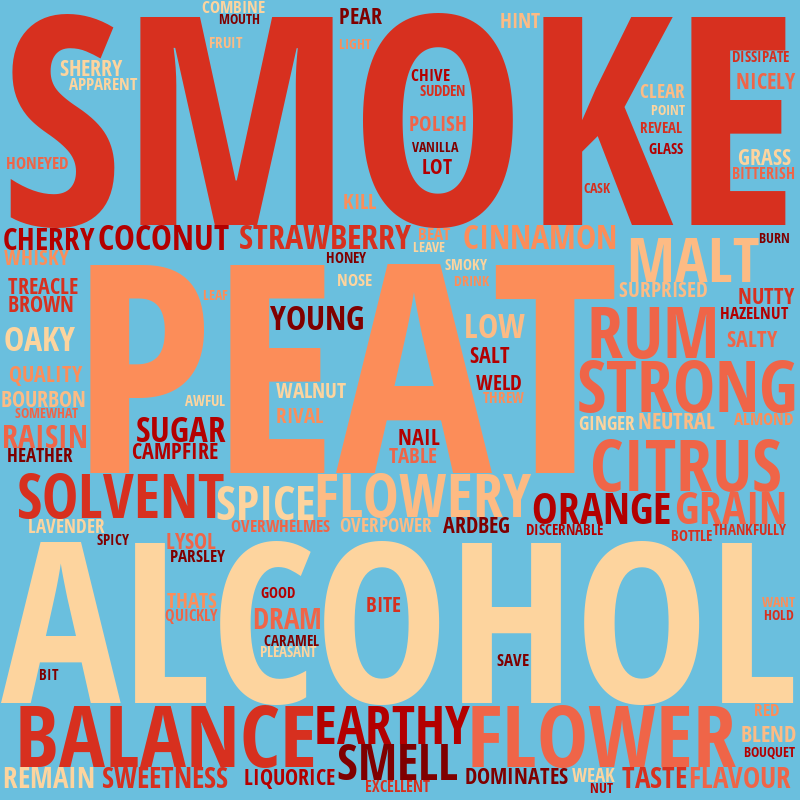 COMBINE
MOUTH
PEAR
HINT
SMOKE
FRUIT
LIGHT
SHERRY
APPARENT
CHIVE
SUDDEN
DISSIPATE
NICELY
CLEAR
POINT
POLISH
REVEAL
VANILLA
GLASS
GRASS
HONEYED
LOT
BITTERISH
CASK
KILL
CHERRY
COCONUT
STRAWBERRY
HEAT
LEAVE
CINNAMON
BURN
WHISKY
HONEY
SMOKY
MALT
TREACLE
LEAF
NOSE
DRINK
SURPRISED
NUTTY
BROWN
PEAT
YOUNG
LOW
RUM
HAZELNUT
OAKY
SALT
SALTY
QUALITY
WALNUT
WELD
STRONG
BOURBON
AWFUL
THREW
SOMEWHAT
RIVAL
GINGER
NEUTRAL
ALMOND
RAISIN
SUGAR
NAIL
HEATHER
CAMPFIRE
TABLE
CITRUS
SOLVENT
SPICE
FLOWERY
ORANGE
GRAIN
LAVENDER
OVERWHELMES
OVERPOWER
ARDBEG
DISCERNABLE
BOTTLE
THANKFULLY
SPICY
LYSOL
PARSLEY
ALCOHOL
GOOD
THATS
QUICKLY
DRAM
BITE
WANT
HOLD
CARAMEL
PLEASANT
SAVE
BIT
BALANCE
EARTHY
FLOWER
RED
BLEND
SMELL
BOUQUET
REMAIN
SWEETNESS
LIQUORICE
EXCELLENT
DOMINATES
WEAK
NUT
TASTE
FLAVOUR